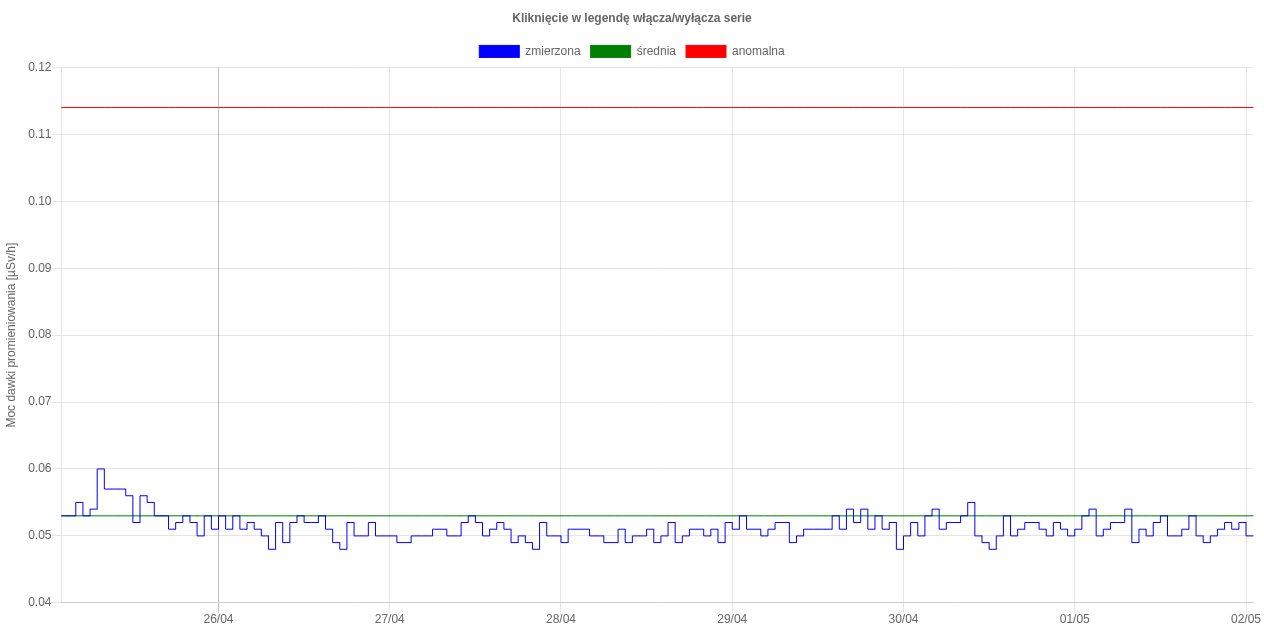 Kliknięcie w legendę włącza/wyłącza serie
zmierzona średnia anomalna
Moc dawki promieniowania [µSv/h]
0.12
0.11
0.10
0.09
0.08
0.07
0.06
0.05
0.04
26/04 27/04 28/04 29/04 30/04 01/05 02/05